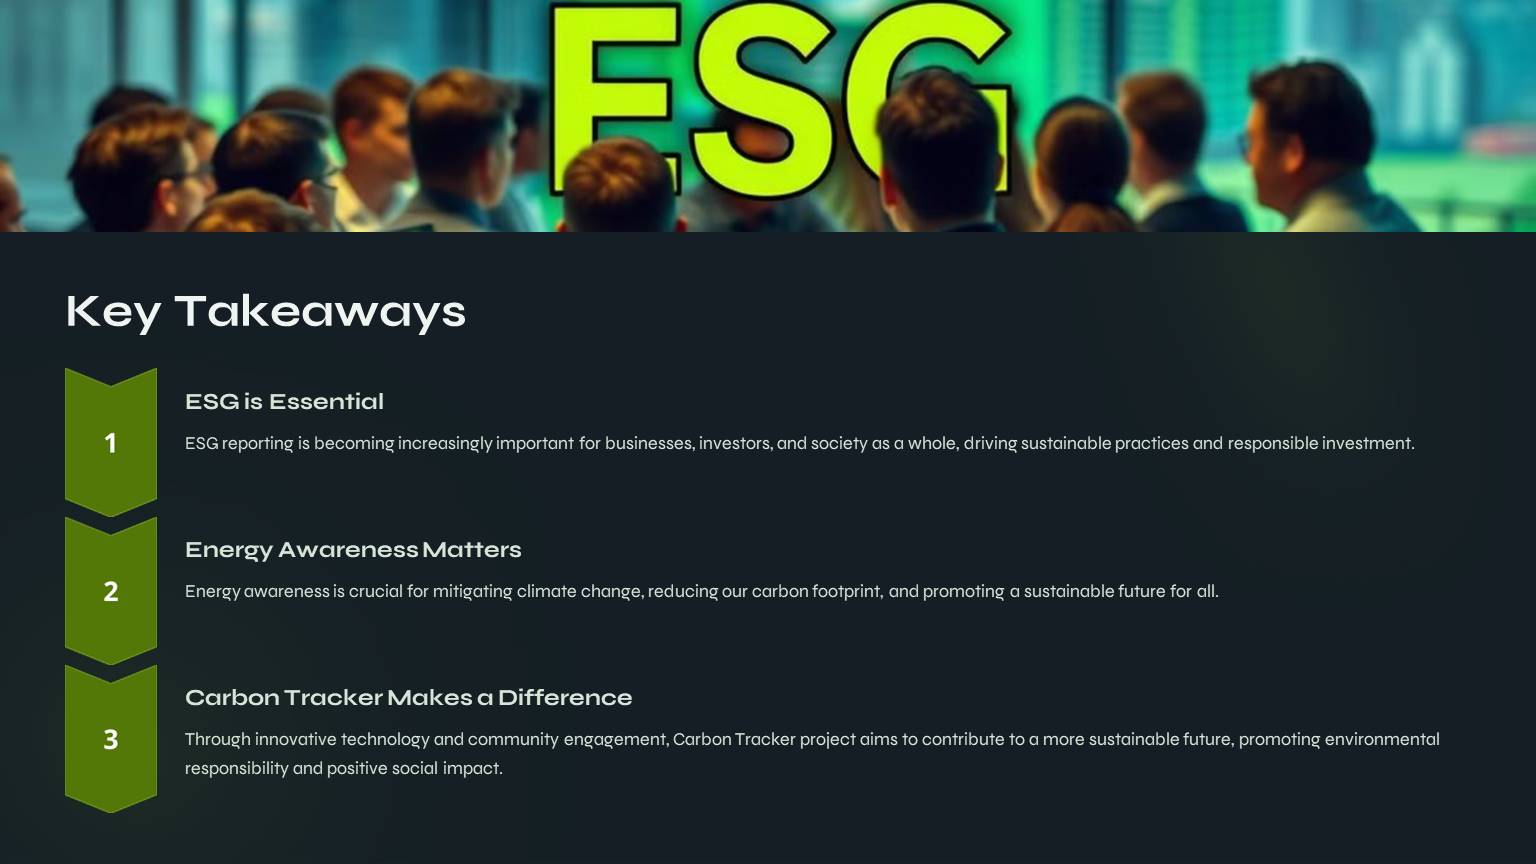 ESG
Key Takeaways
1
ESG is Essential
ESG reporting is becoming increasingly important for businesses, investors, and society as a whole, driving sustainable practices and responsible investment.
2
Energy Awareness Matters
Energy awareness is crucial for mitigating climate change, reducing our carbon footprint, and promoting a sustainable future for all.
3
Carbon Tracker Makes a Difference
Through innovative technology and community engagement, Carbon Tracker project aims to contribute to a more sustainable future, promoting environmental
responsibility and positive social impact.